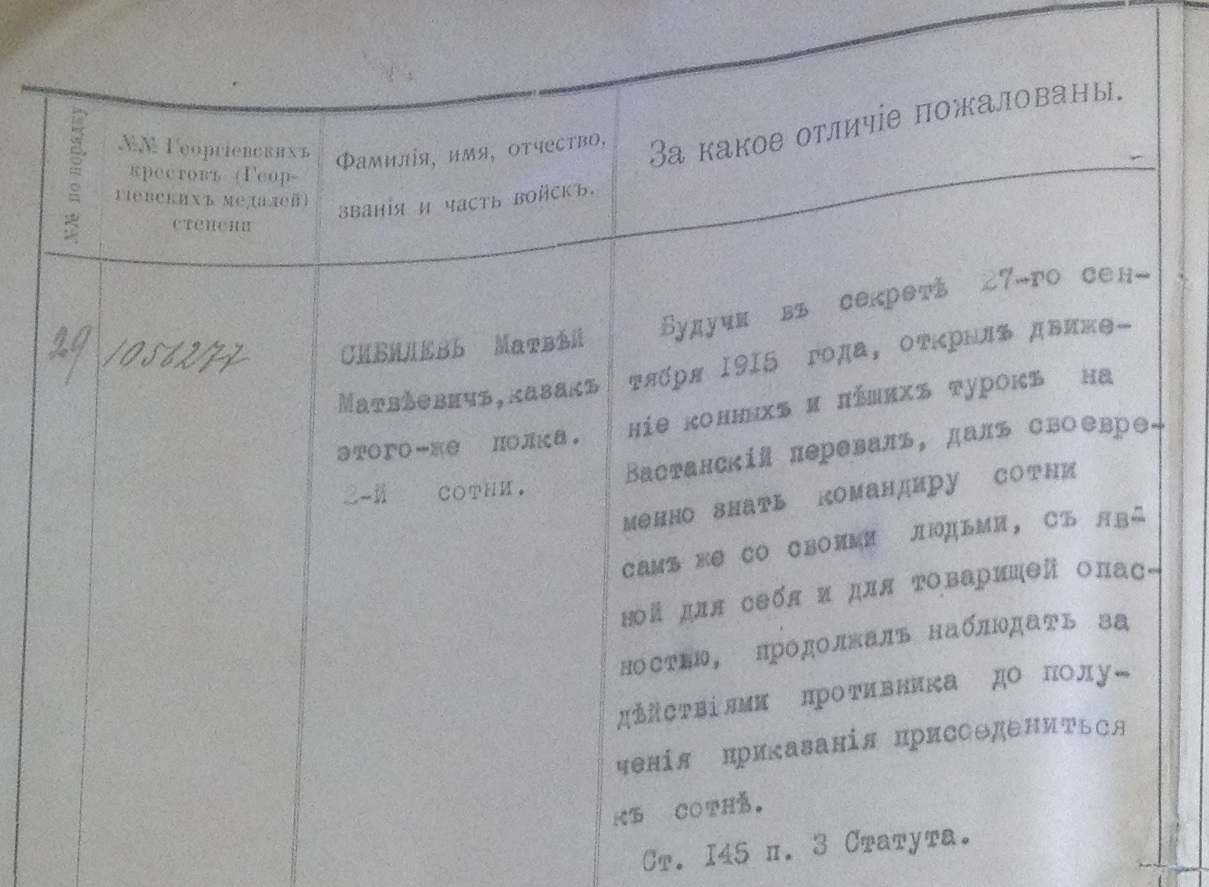 №№ по порядку
№№ Георгіевскихъ
крестовъ (Геор-
гіевскихъ медалей)
степени
Фамилія, имя, отчество,
званія и часть войскъ.
За какое отличіе пожалованы.
29
1056277
СИБИЛЕВЪ Матвѣй
Матвѣевичъ,казакъ
этого-же полка.
2-й сотни.
Будучи въ секретѣ 27-го сен-
тября 1915 года, открылъ движе-
ніе конныхъ и пѣшихъ турокъ на
Вастанскій перевалъ, далъ своевре-
менно знать командиру сотни
самъ же со своими людьми, съ яв-
ной для себя и для товарищей опас-
ностью, продолжалъ наблюдать за
дѣйствіями противника до полу-
ченія приказанія присседениться
къ сотнѣ.
Ст. 145 п. 3 Статута.